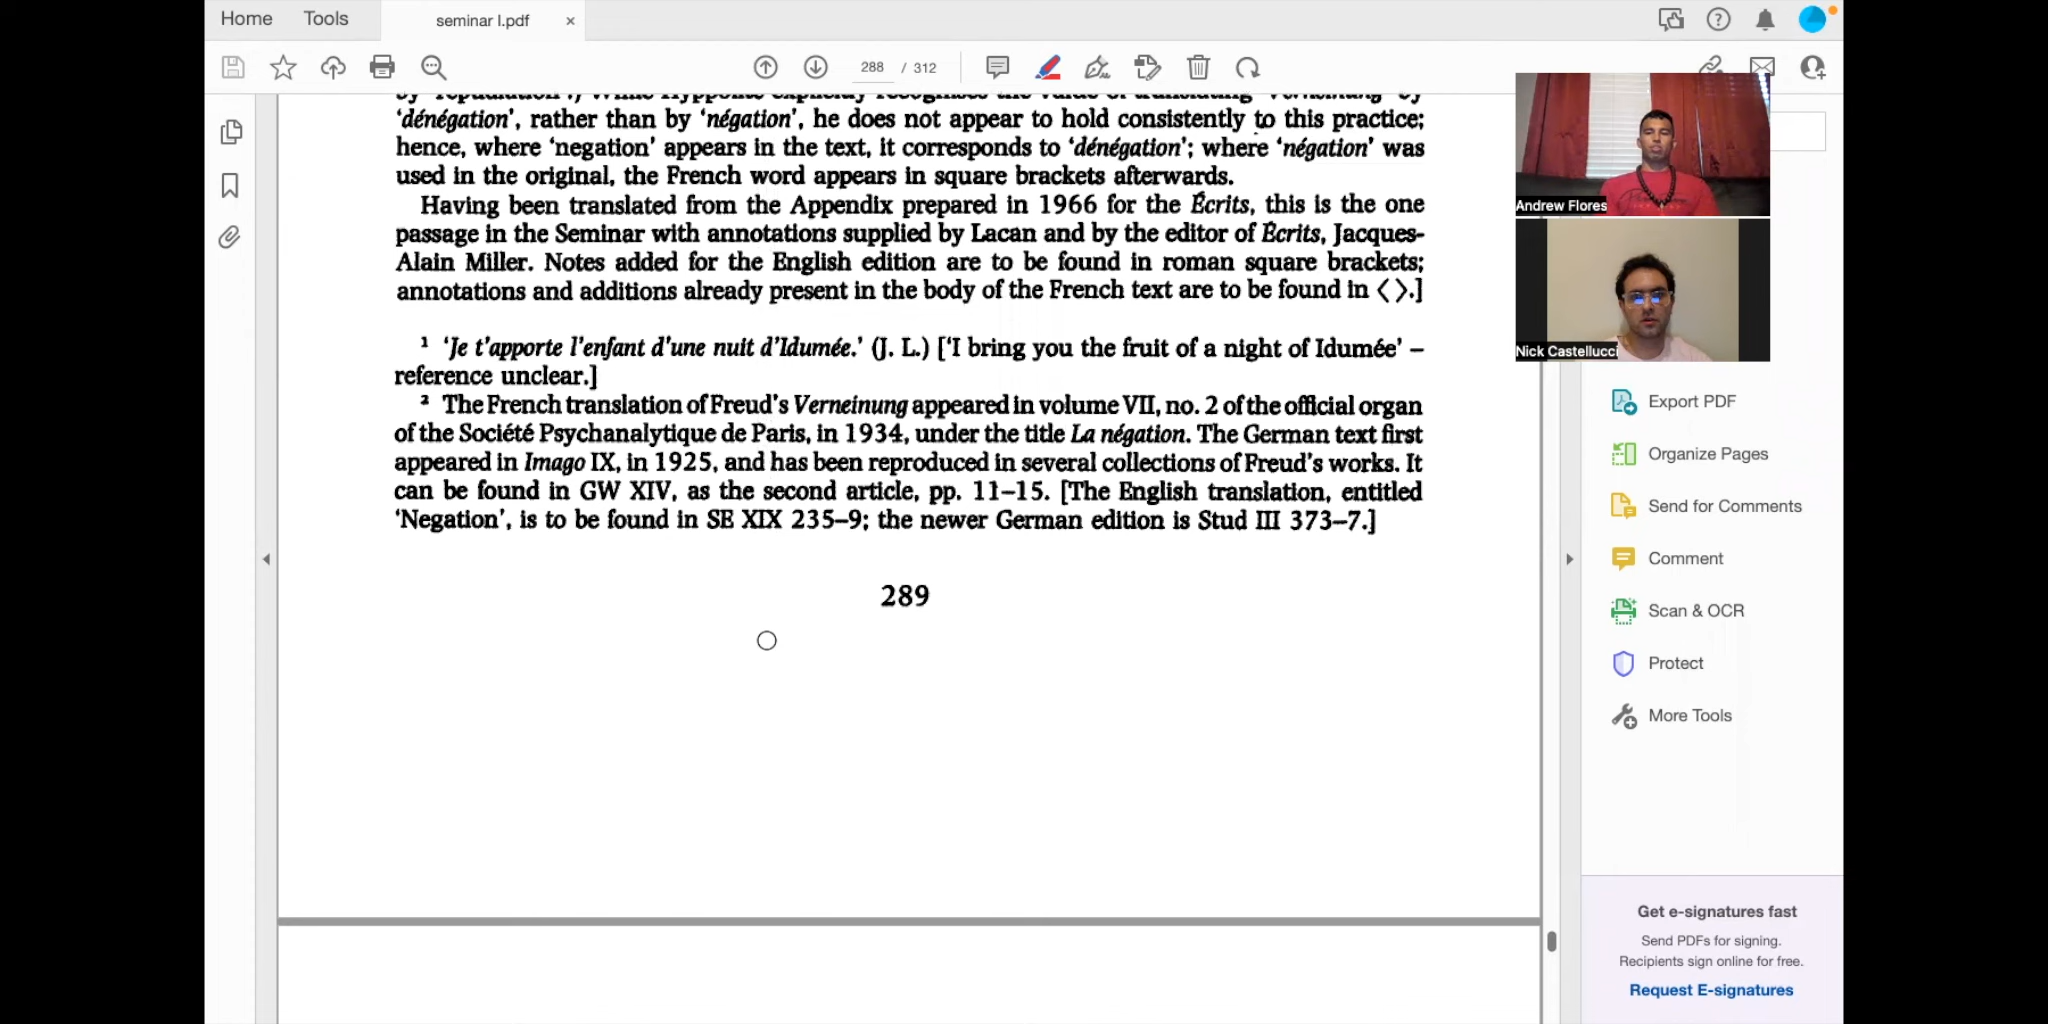 Home
Tools
seminar I.pdf
×
288 / 312
'dénégation', rather than by 'négation', he does not appear to hold consistently to this practice;
hence, where 'negation' appears in the text, it corresponds to 'dénégation'; where 'négation' was
used in the original, the French word appears in square brackets afterwards.
Having been translated from the Appendix prepared in 1966 for the Écrits, this is the one
passage in the Seminar with annotations supplied by Lacan and by the editor of Écrits, Jacques-
Alain Miller. Notes added for the English edition are to be found in roman square brackets;
annotations and additions already present in the body of the French text are to be found in ⟨ ⟩.]
¹ 'Je t'apporte l'enfant d'une nuit d'Idumée.' (J. L.) ['I bring you the fruit of a night of Idumée' –
reference unclear.]
² The French translation of Freud's Verneinung appeared in volume VII, no. 2 of the official organ
of the Société Psychanalytique de Paris, in 1934, under the title La négation. The German text first
appeared in Imago IX, in 1925, and has been reproduced in several collections of Freud's works. It
can be found in GW XIV, as the second article, pp. 11–15. [The English translation, entitled
'Negation', is to be found in SE XIX 235–9; the newer German edition is Stud III 373–7.]
289
Andrew Flores
Nick Castellucci
Export PDF
Organize Pages
Send for Comments
Comment
Scan & OCR
Protect
More Tools
Get e-signatures fast
Send PDFs for signing.
Recipients sign online for free.
Request E-signatures